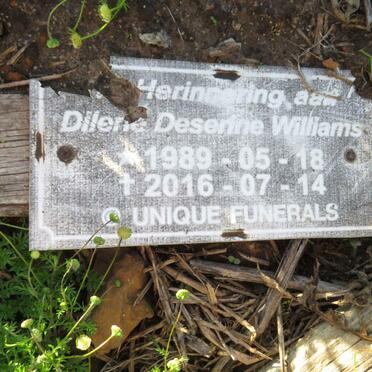 Herinnering aan
Dilene Deserine Williams
★ 1989 - 05 - 18
✝ 2016 - 07 - 14
UNIQUE FUNERALS